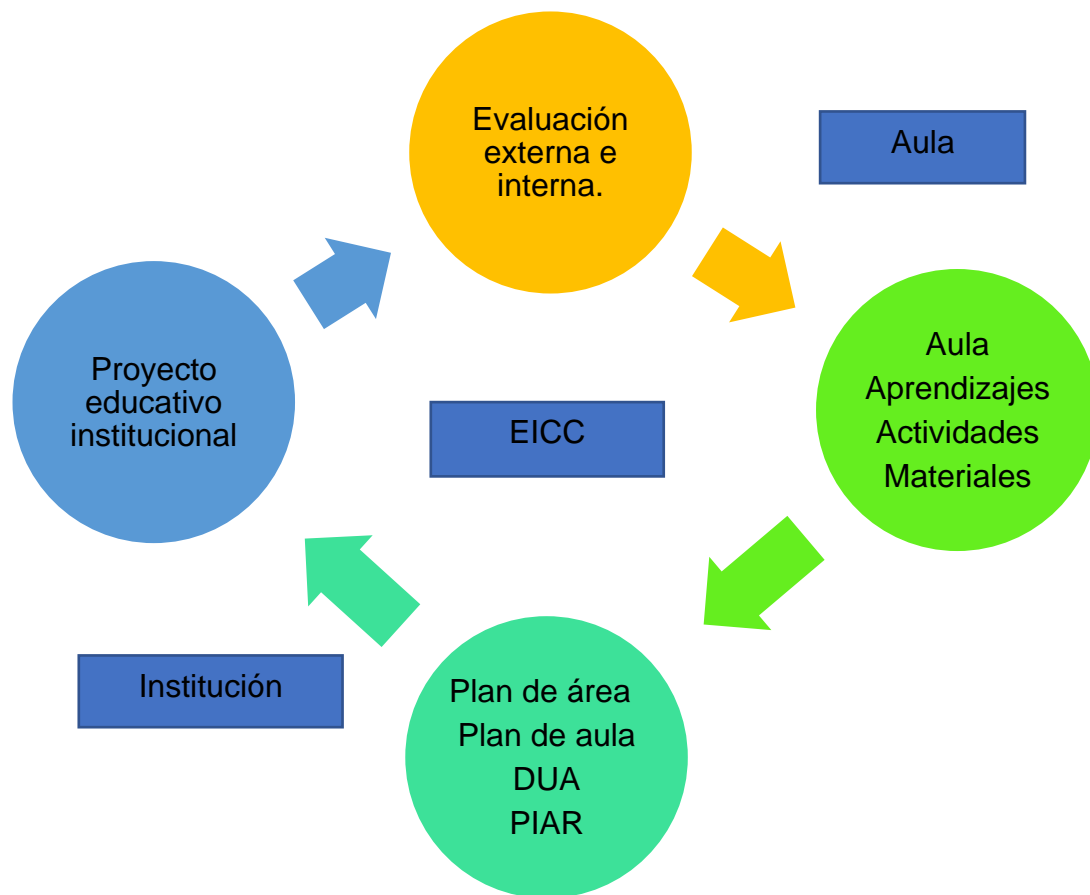 Evaluación
externa e
interna.
Aula
Proyecto
educativo
institucional
EICC
Aula
Aprendizajes
Actividades
Materiales
Institución
Plan de área
Plan de aula
DUA
PIAR